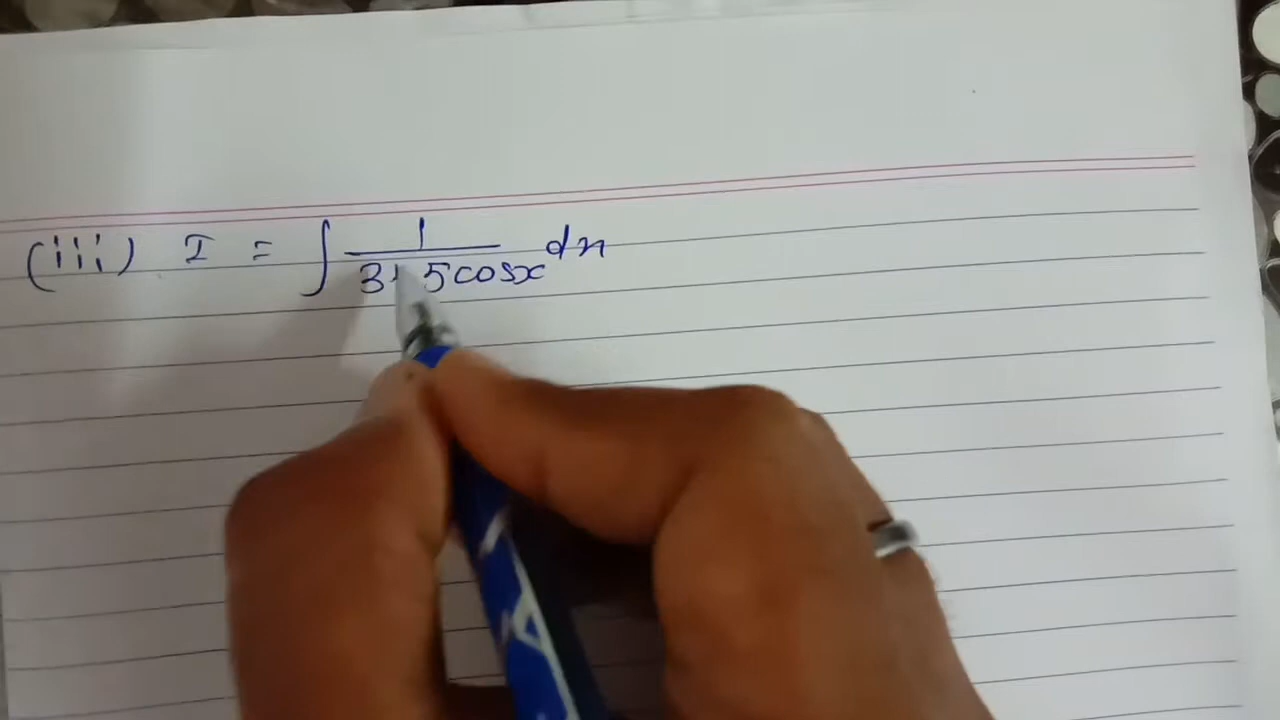 (iii) I = ∫ 1/(3+5cosx) dx